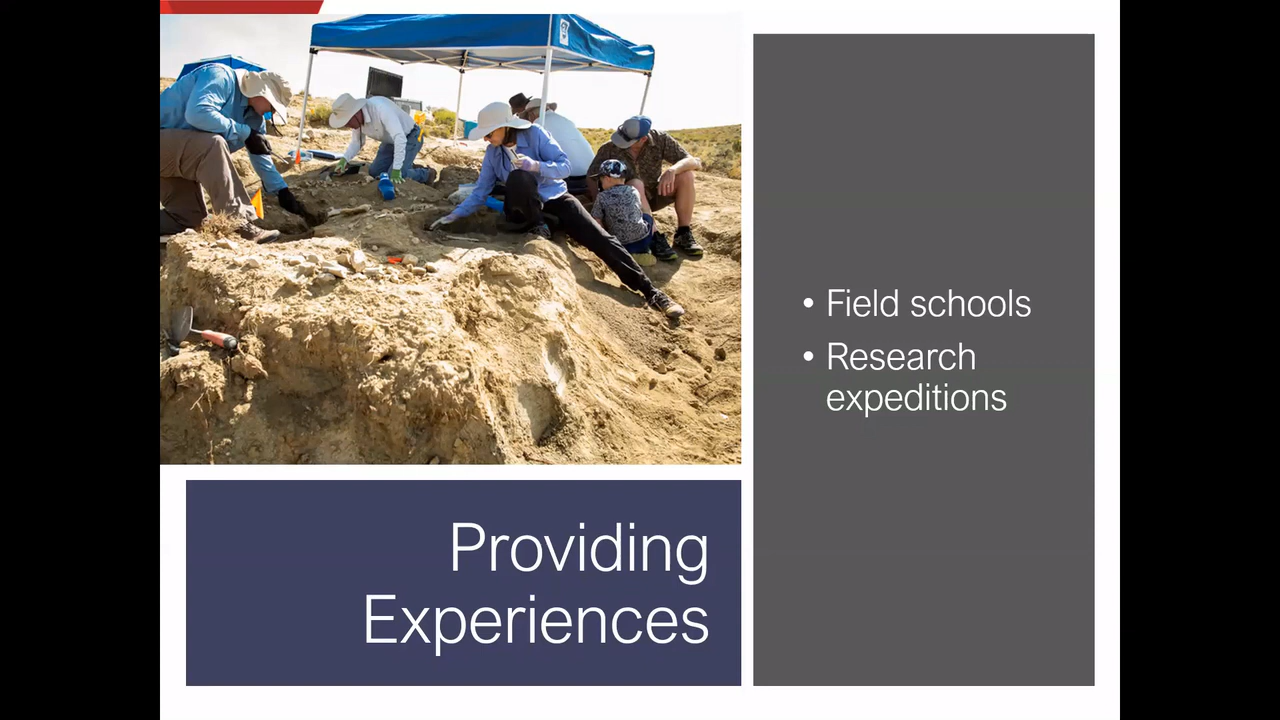 Providing
Experiences
• Field schools
• Research
expeditions